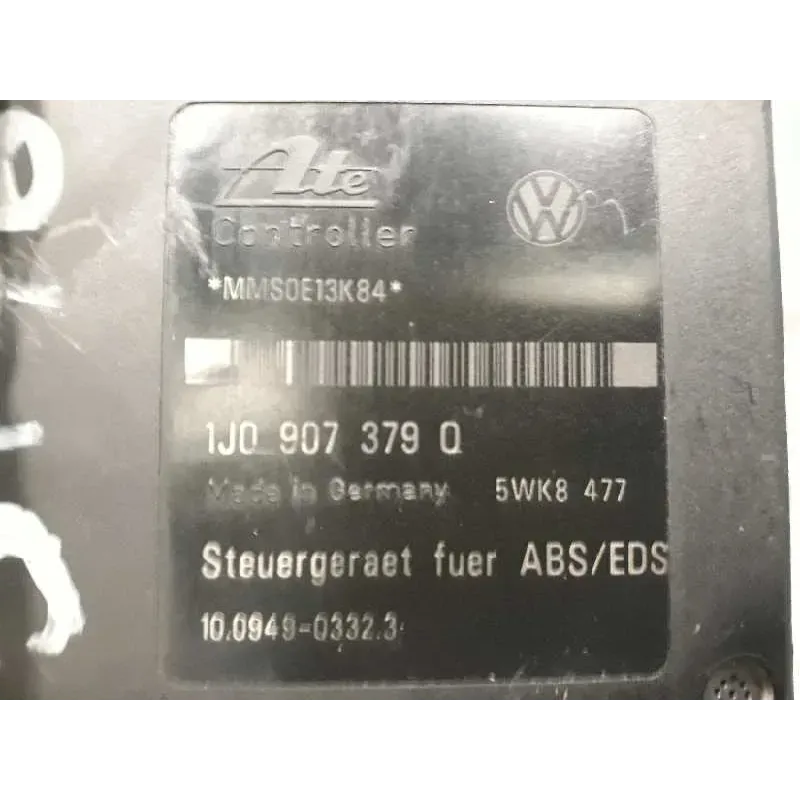 Ate
Controller
*MMS0E13K84*
1J0 907 379 Q
Made in Germany 5WK8 477
Steuergeraet fuer ABS/EDS
10.0949-0332.3